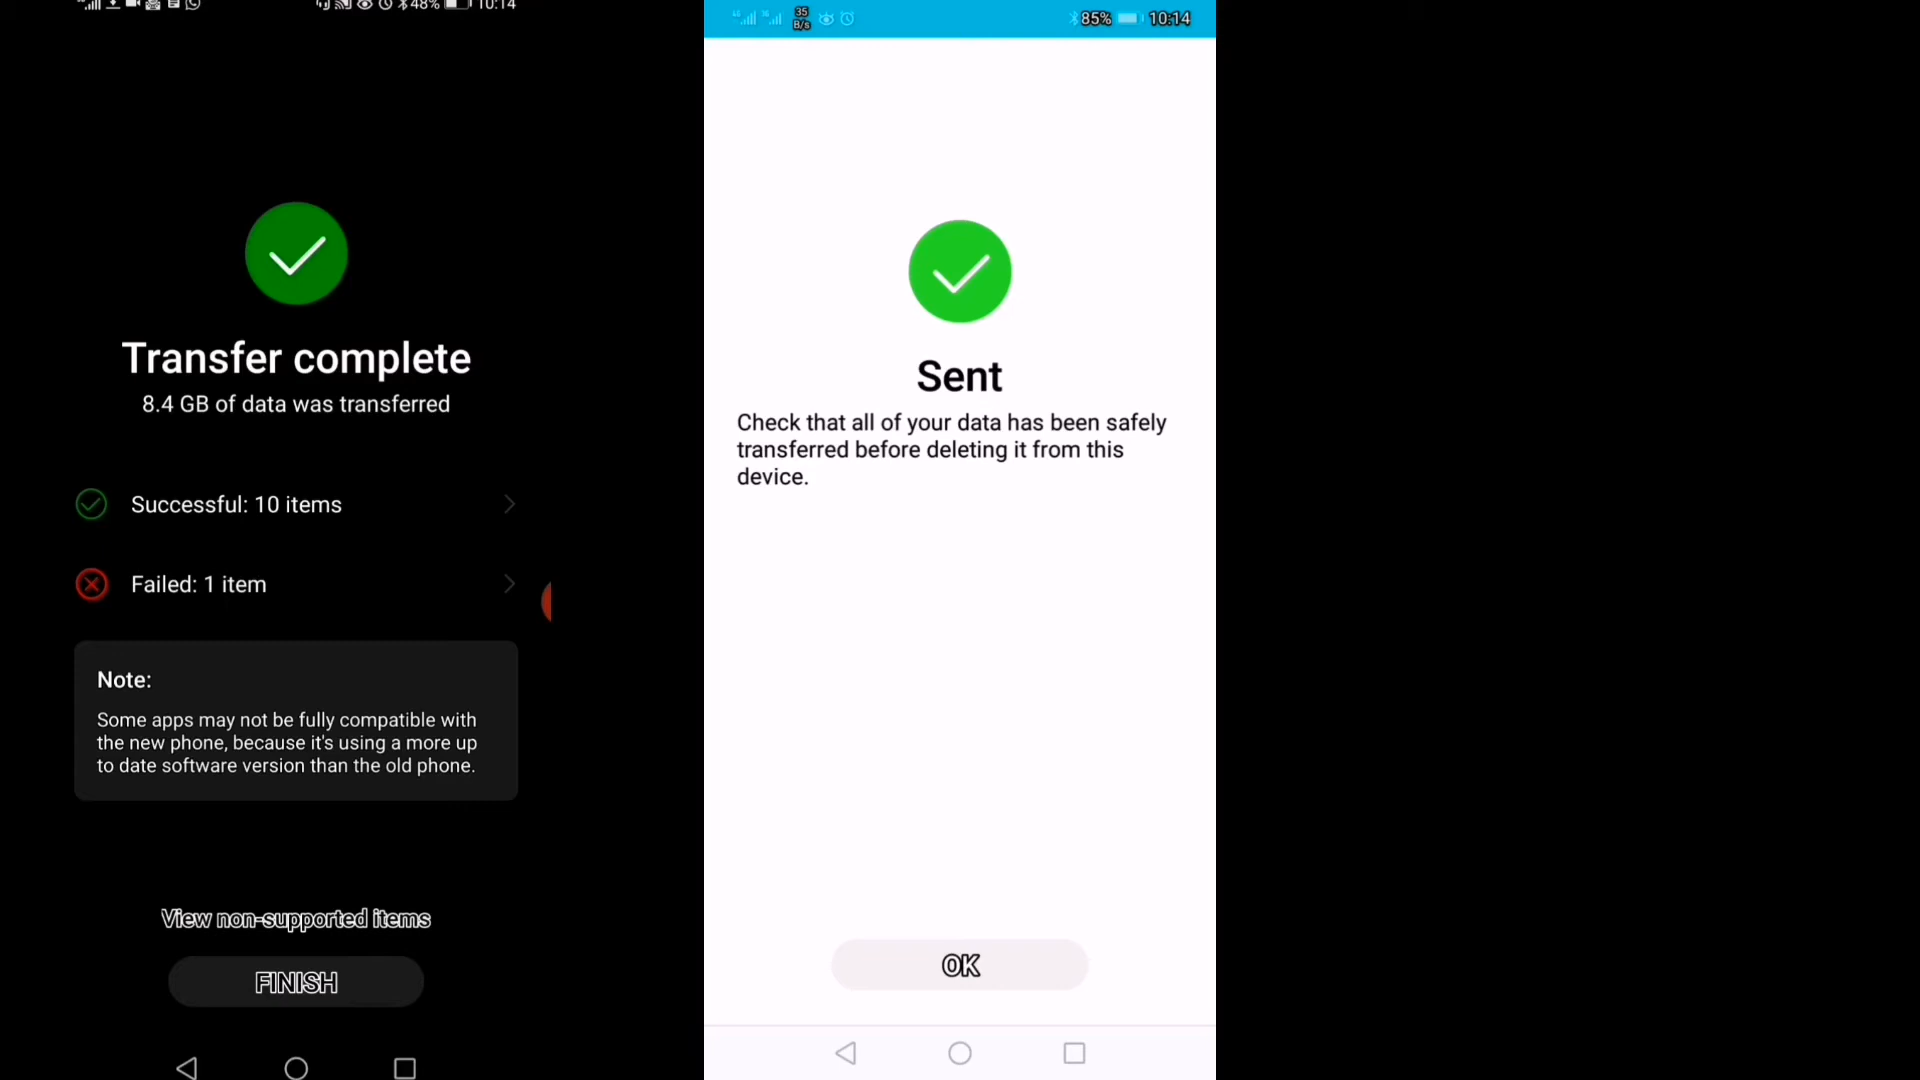 48% 10:14
Transfer complete
8.4 GB of data was transferred
Successful: 10 items
Failed: 1 item
Note:
Some apps may not be fully compatible with
the new phone, because it's using a more up
to date software version than the old phone.
View non-supported items
FINISH
35
B/s
85% 10:14
Sent
Check that all of your data has been safely
transferred before deleting it from this
device.
OK